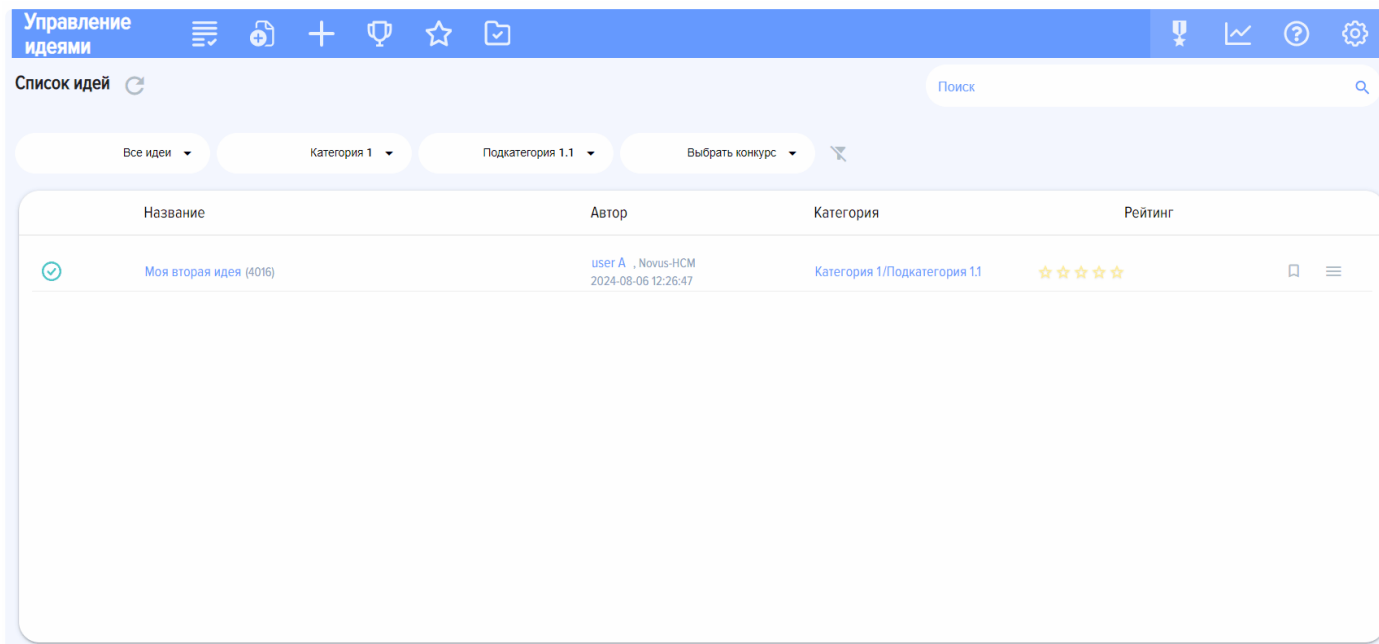 Управление
идеями
Список идей
Поиск
Все идеи
Категория 1
Подкатегория 1.1
Выбрать конкурс
Название Автор Категория Рейтинг
Моя вторая идея (4016)
user A , Novus-HCM
2024-08-06 12:26:47
Категория 1/Подкатегория 1.1